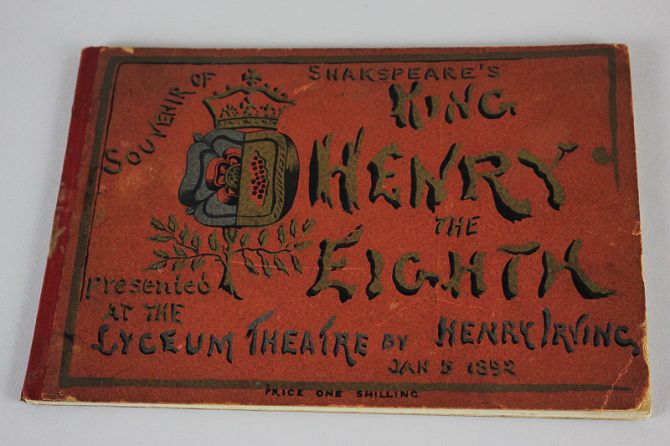 SOUVENIR OF
SHAKSPEARE'S
KING
HENRY
THE
EIGHTH
presented
AT THE
LYCEUM THEATRE BY HENRY IRVING
JAN 5 1892
PRICE ONE SHILLING